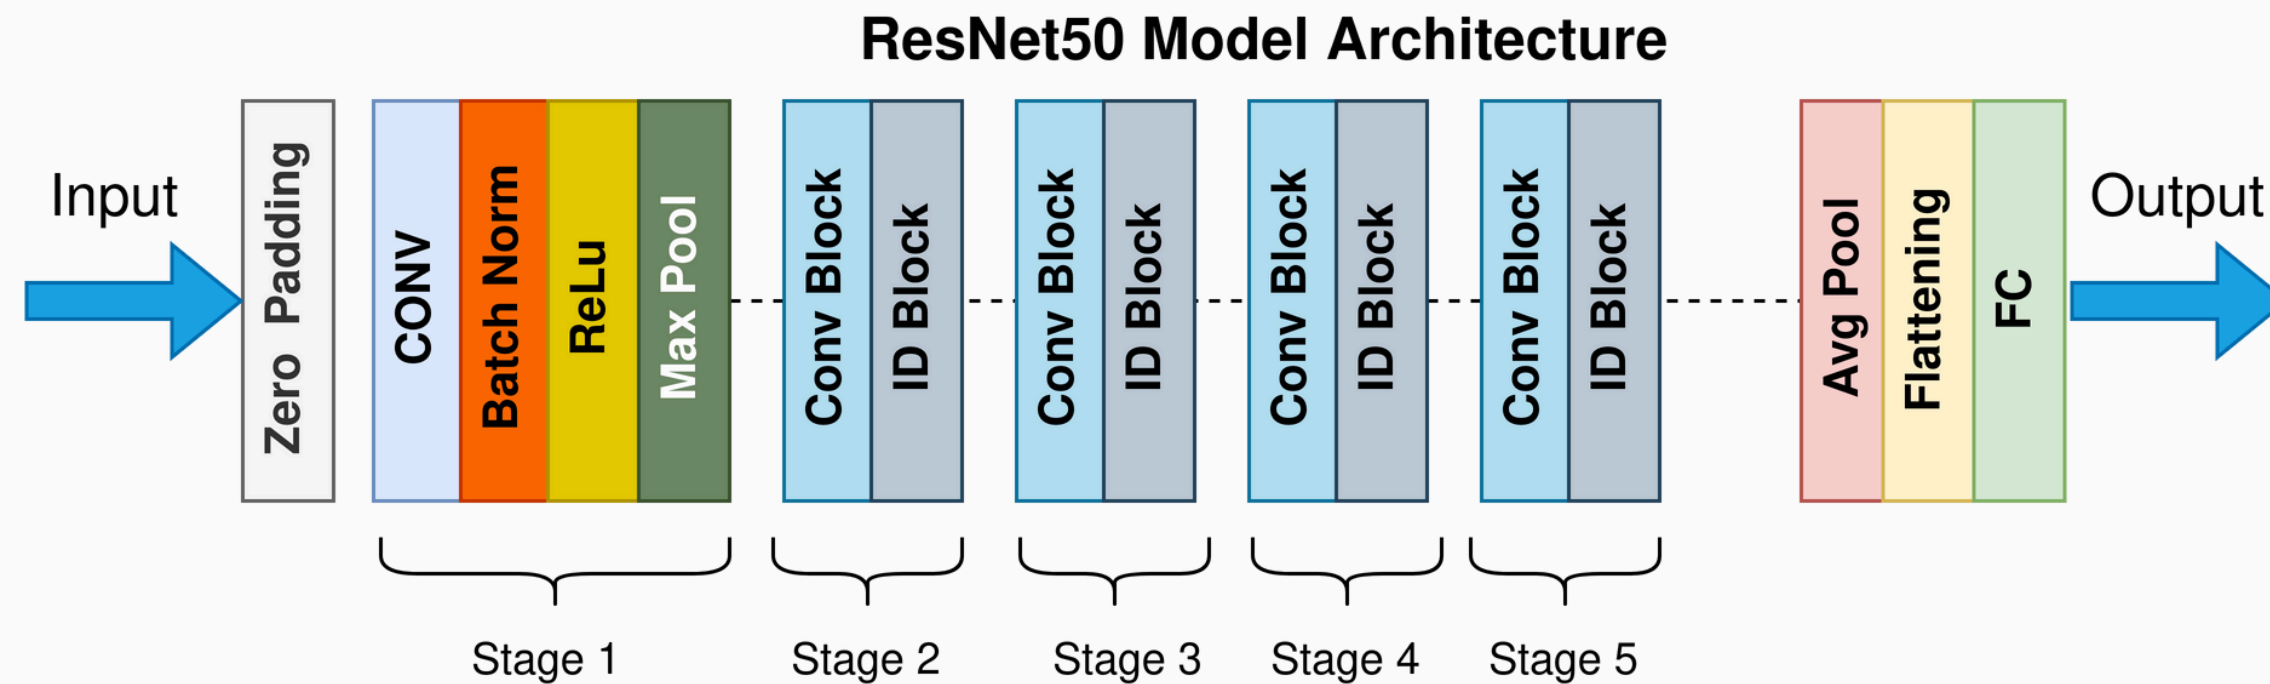 ResNet50 Model Architecture
Input
Zero Padding
CONV
Batch Norm
ReLu
Max Pool
Conv Block
ID Block
Conv Block
ID Block
Conv Block
ID Block
Conv Block
ID Block
Avg Pool
Flattening
FC
Output
Stage 1
Stage 2
Stage 3
Stage 4
Stage 5